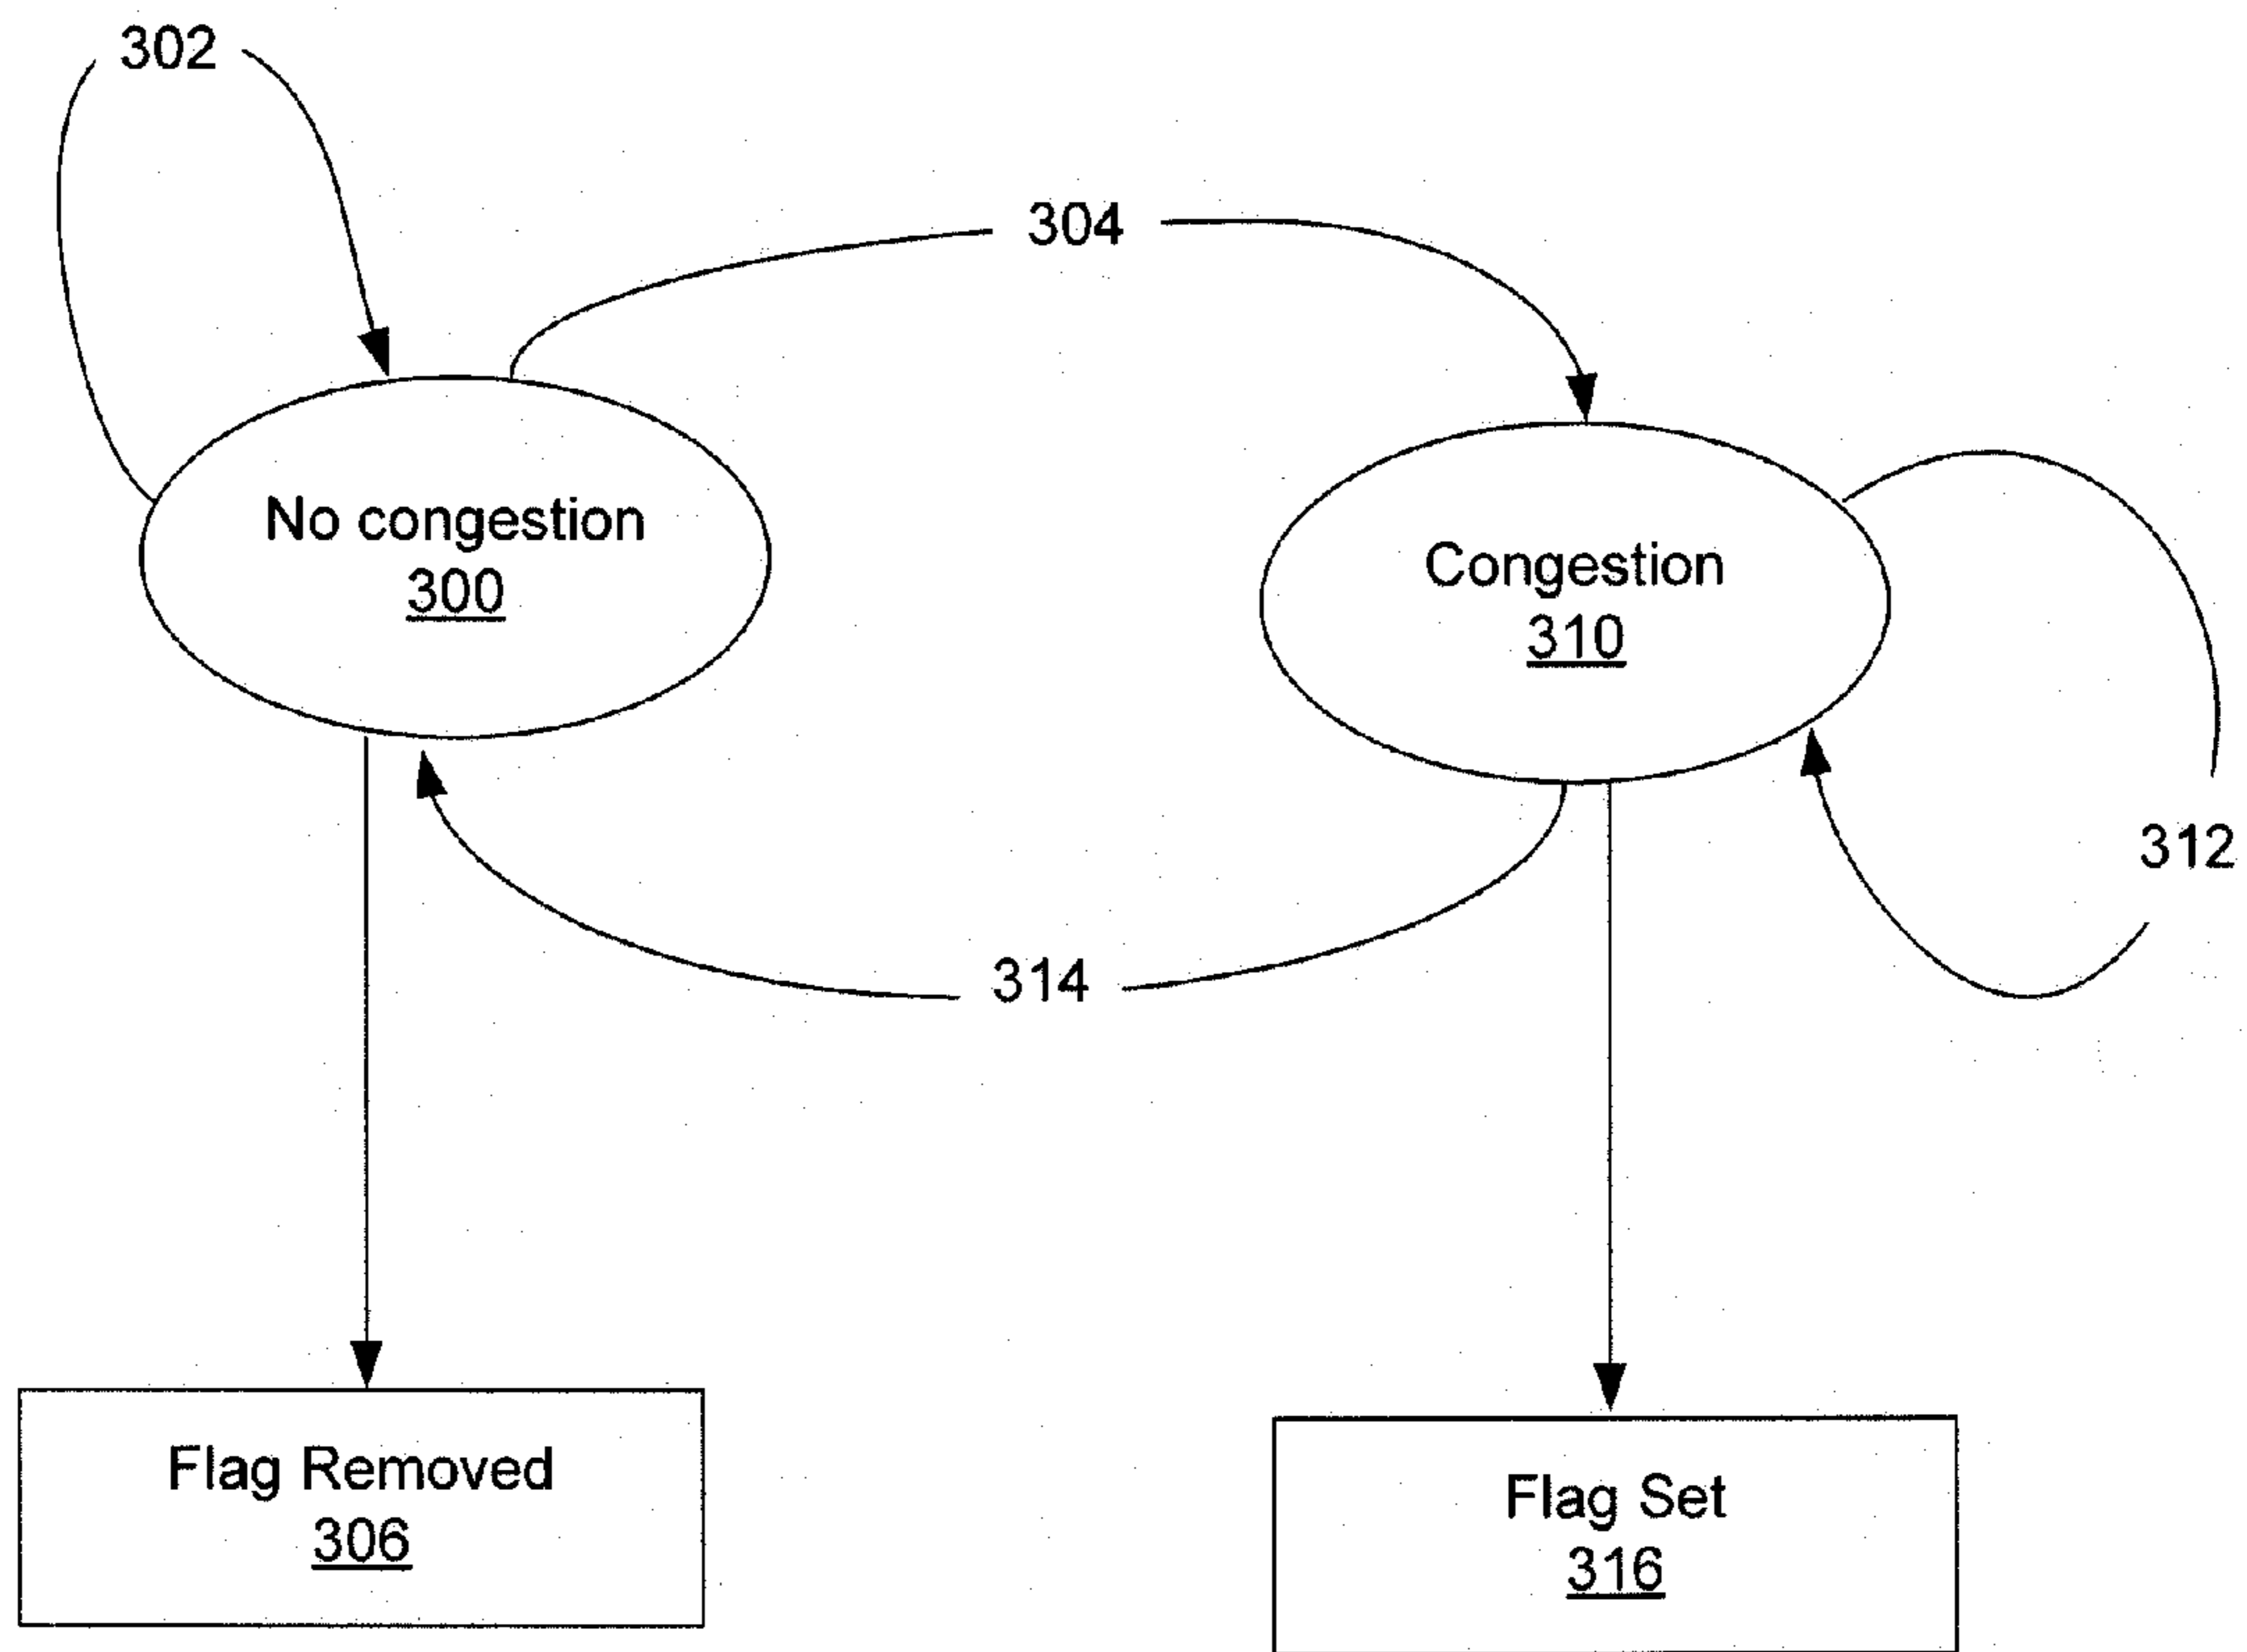 302
304
No congestion
300
Congestion
310
312
314
Flag Removed
306
Flag Set
316